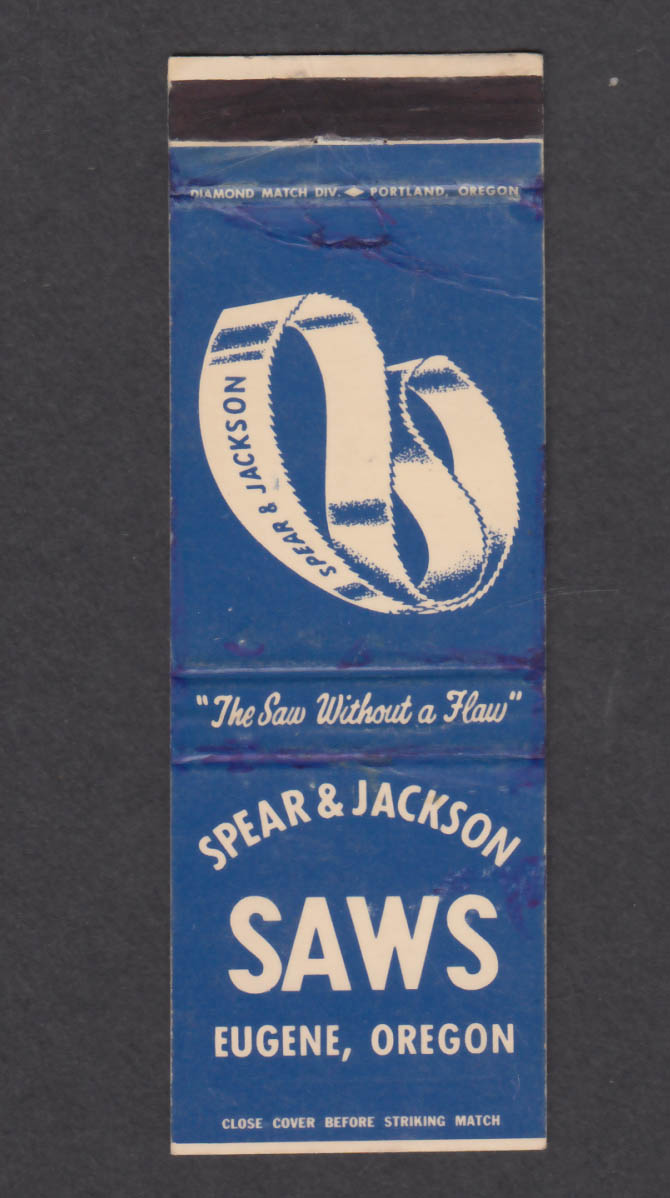 DIAMOND MATCH DIV. ◆ PORTLAND, OREGON
SPEAR & JACKSON
"The Saw Without a Flaw"
SPEAR & JACKSON
SAWS
EUGENE, OREGON
CLOSE COVER BEFORE STRIKING MATCH